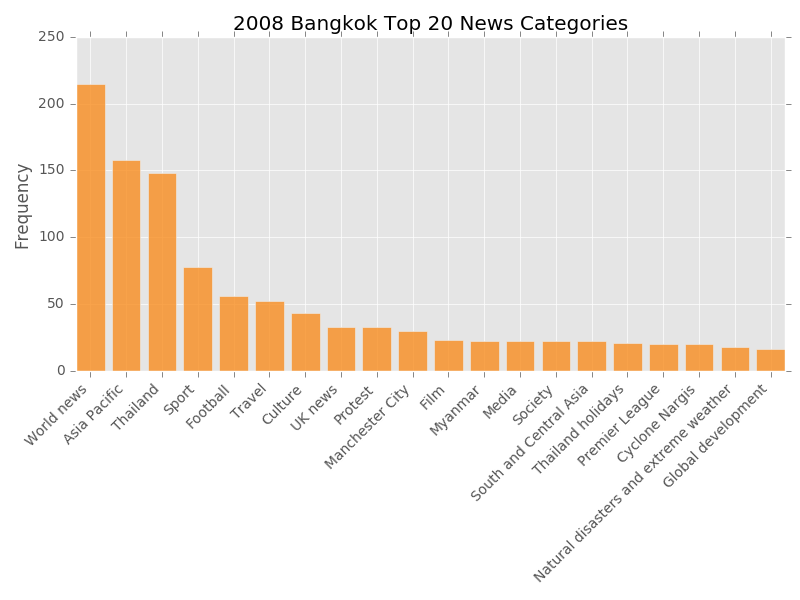 2008 Bangkok Top 20 News Categories
Frequency
250
200
150
100
50
0
World news
Asia Pacific
Thailand
Sport
Football
Travel
Culture
UK news
Protest
Manchester City
Film
Myanmar
Media
Society
South and Central Asia
Thailand holidays
Premier League
Cyclone Nargis
Natural disasters and extreme weather
Global development